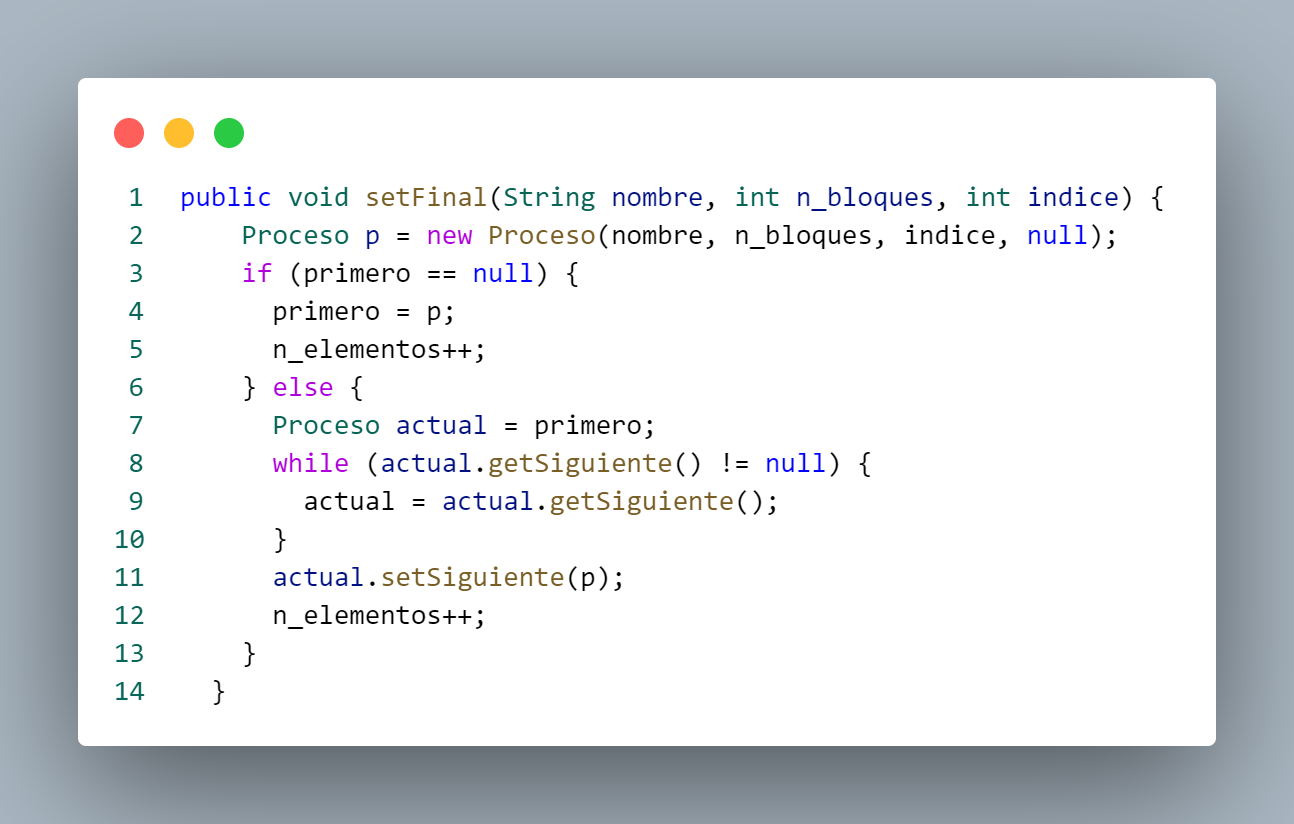 1 public void setFinal(String nombre, int n_bloques, int indice) {
2     Proceso p = new Proceso(nombre, n_bloques, indice, null);
3     if (primero == null) {
4       primero = p;
5       n_elementos++;
6     } else {
7       Proceso actual = primero;
8       while (actual.getSiguiente() != null) {
9         actual = actual.getSiguiente();
10       }
11       actual.setSiguiente(p);
12       n_elementos++;
13     }
14   }